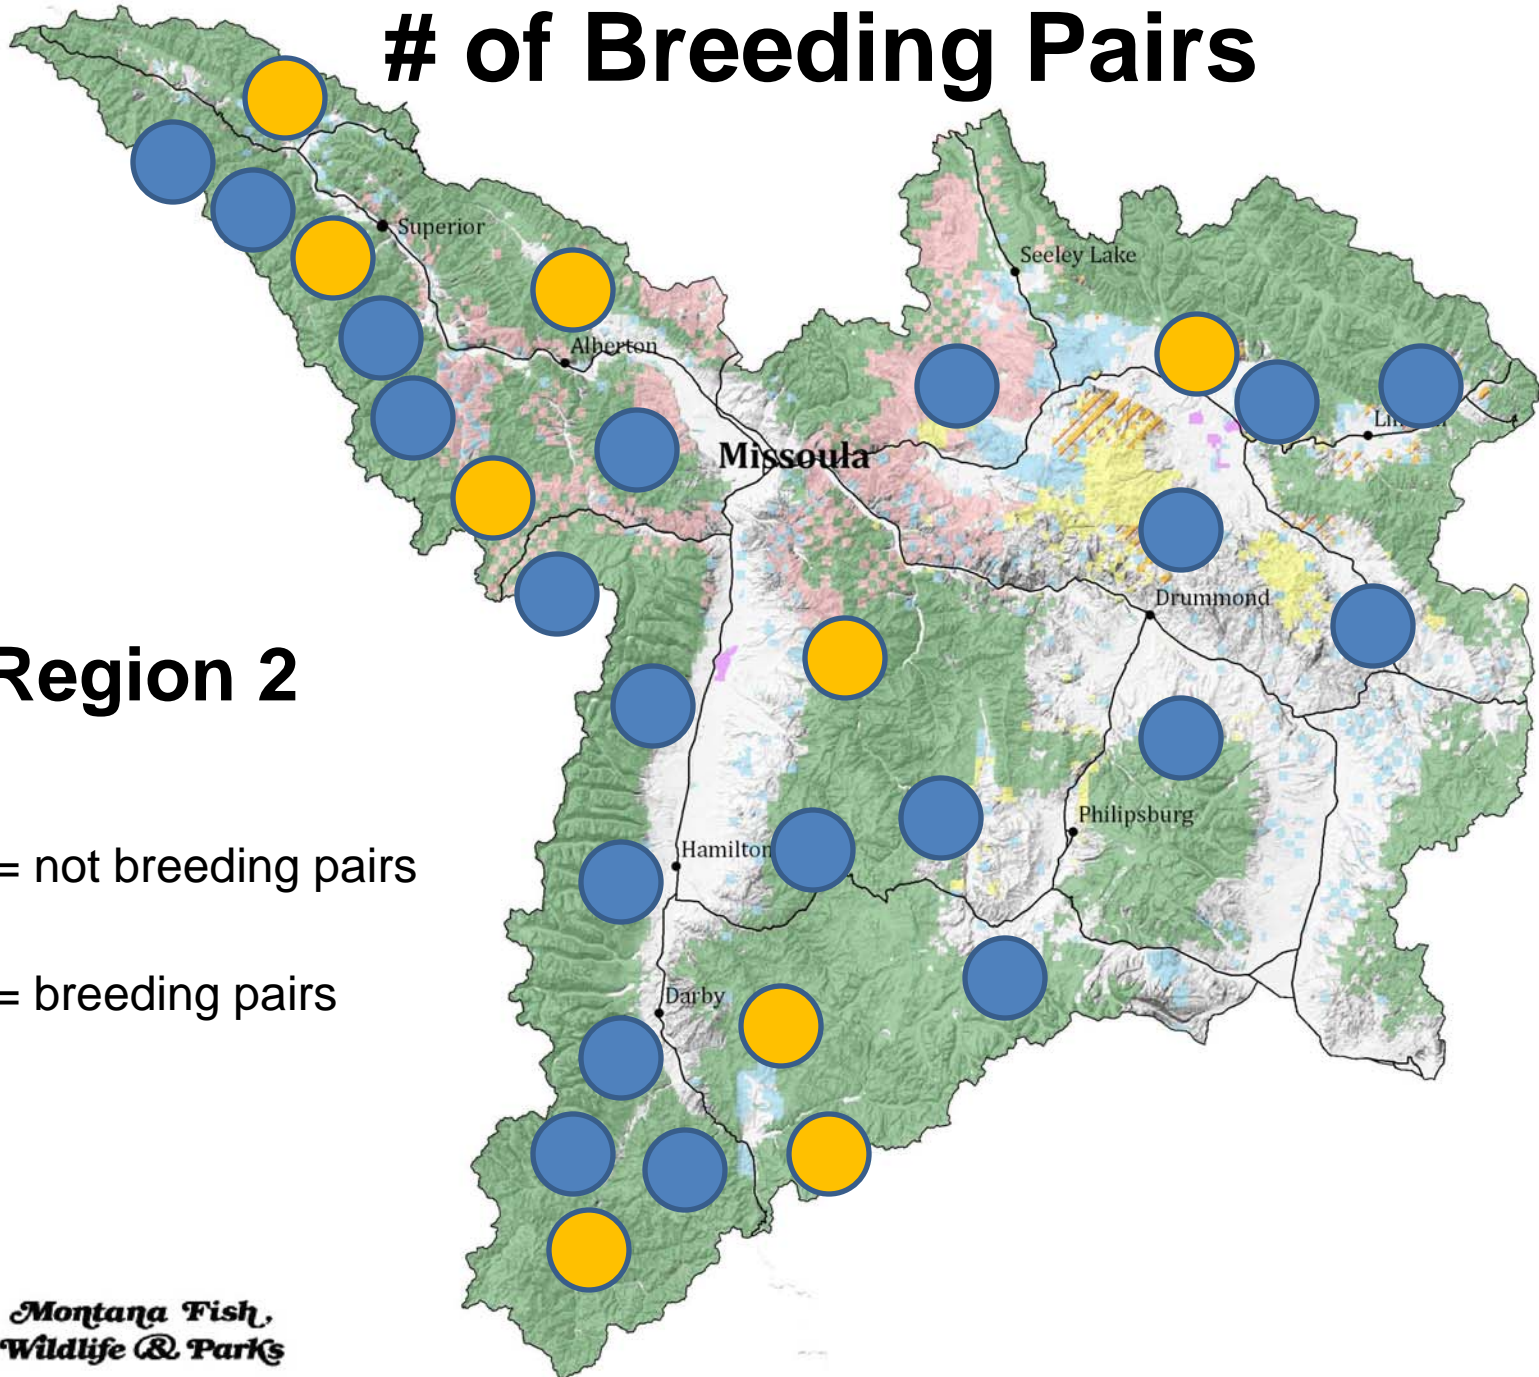 # of Breeding Pairs
Superior
Seeley Lake
Alberton
Missoula
Drummond
Region 2
Philipsburg
Hamilton
= not breeding pairs
Darby
= breeding pairs
Montana Fish,
Wildlife & Parks